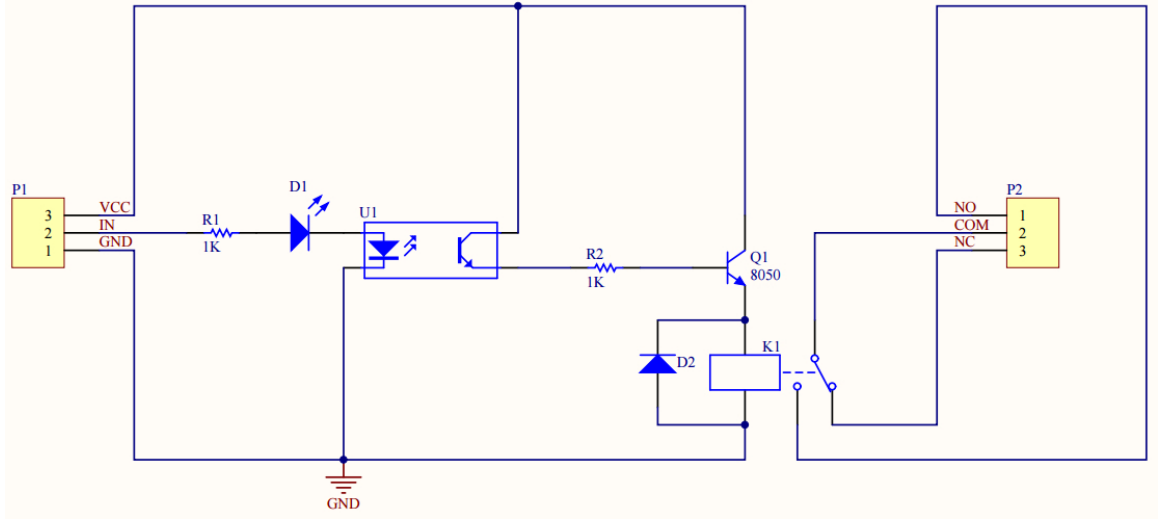 P1
3
VCC
2
IN
1
GND
R1
1K
D1
U1
R2
1K
Q1
8050
D2
K1
GND
P2
NO
1
COM
2
NC
3